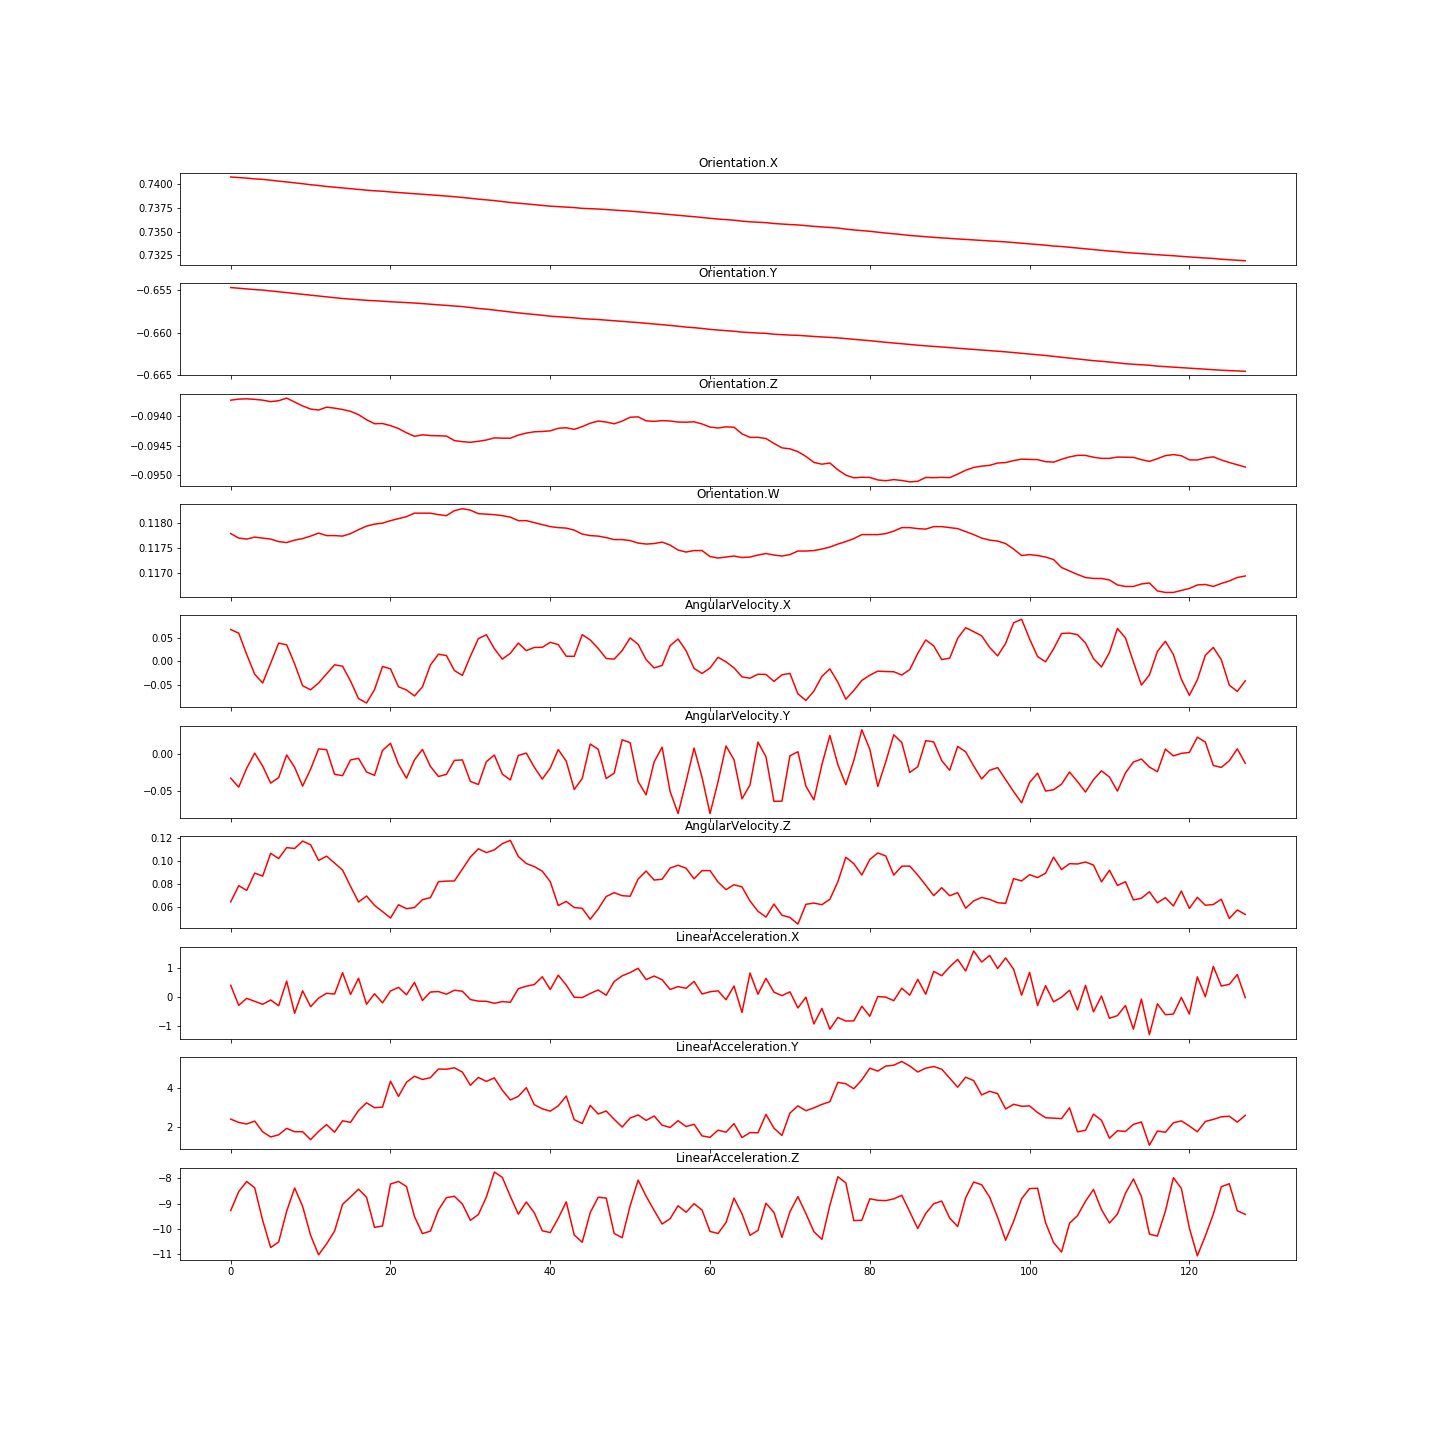 Orientation.X
0.7400
0.7375
0.7350
0.7325
Orientation.Y
−0.655
−0.660
−0.665
Orientation.Z
−0.0940
−0.0945
−0.0950
Orientation.W
0.1180
0.1175
0.1170
AngularVelocity.X
0.05
0.00
−0.05
AngularVelocity.Y
0.00
−0.05
AngularVelocity.Z
0.12
0.10
0.08
0.06
LinearAcceleration.X
1
0
−1
LinearAcceleration.Y
4
2
LinearAcceleration.Z
−8
−9
−10
−11
0 20 40 60 80 100 120